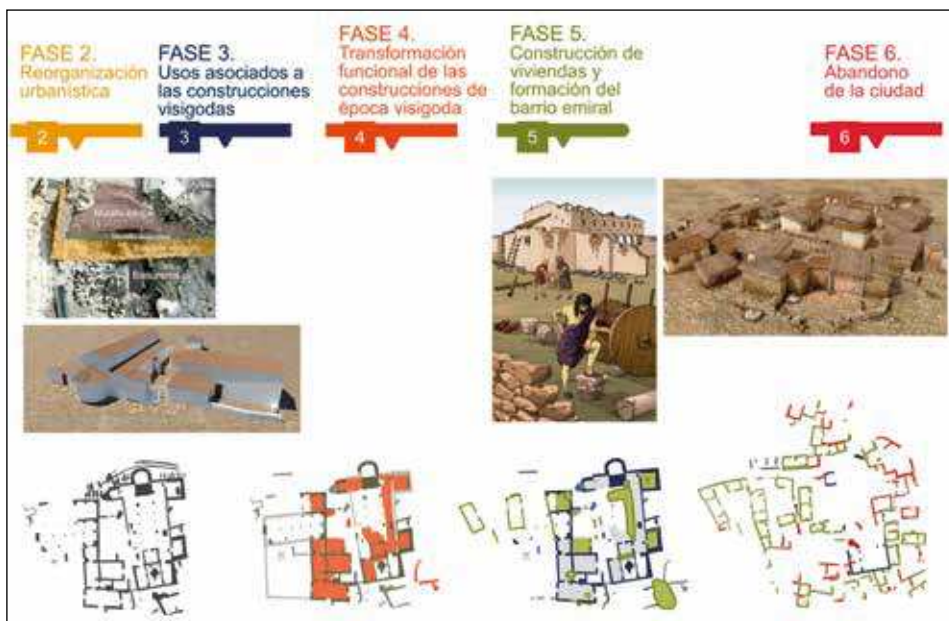 FASE 2.
Reorganización
urbanística
2
FASE 3.
Usos asociados a
las construcciones
visigodas
3
FASE 4.
Transformación
funcional de las
construcciones de
época visigoda
4
FASE 5.
Construcción de
viviendas y
formación del
barrio emiral
5
FASE 6.
Abandono
de la ciudad
6